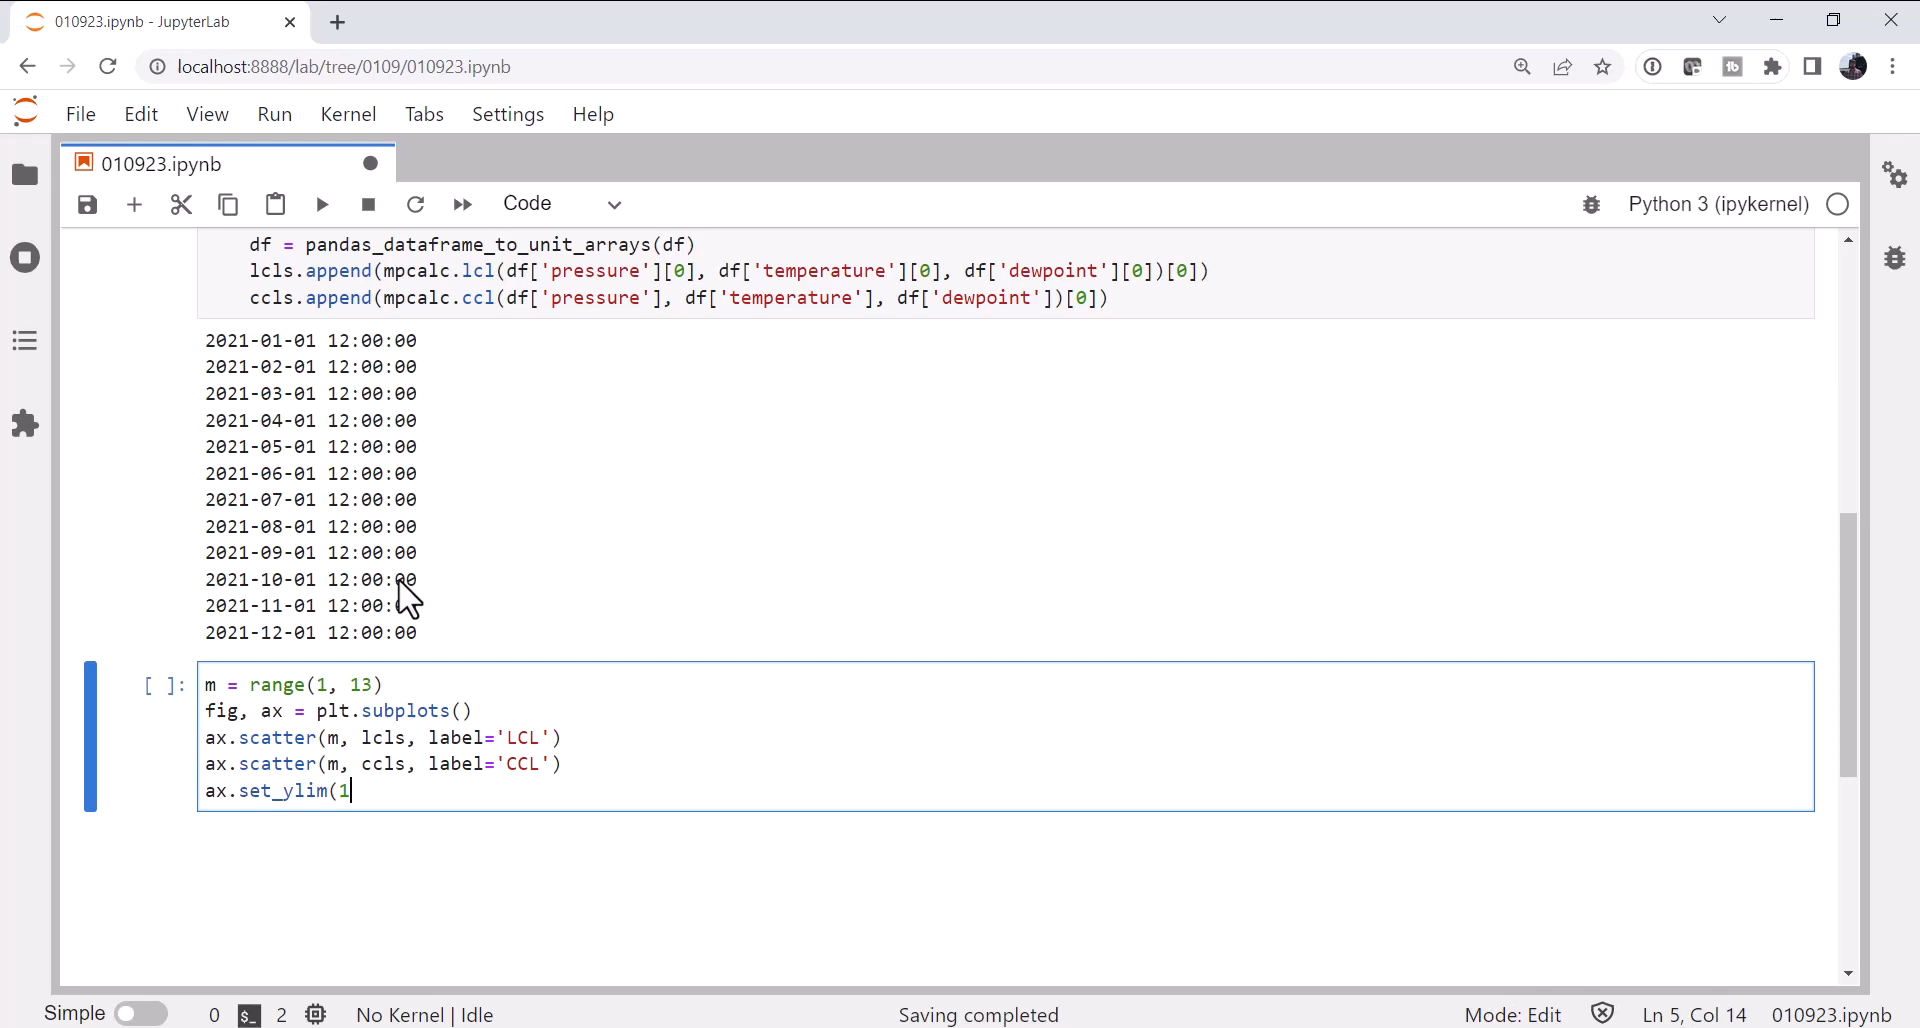 010923.ipynb - JupyterLab
localhost:8888/lab/tree/0109/010923.ipynb
File Edit View Run Kernel Tabs Settings Help
010923.ipynb
Code
Python 3 (ipykernel)
df = pandas_dataframe_to_unit_arrays(df)
lcls.append(mpcalc.lcl(df['pressure'][0], df['temperature'][0], df['dewpoint'][0])[0])
ccls.append(mpcalc.ccl(df['pressure'], df['temperature'], df['dewpoint'])[0])
2021-01-01 12:00:00
2021-02-01 12:00:00
2021-03-01 12:00:00
2021-04-01 12:00:00
2021-05-01 12:00:00
2021-06-01 12:00:00
2021-07-01 12:00:00
2021-08-01 12:00:00
2021-09-01 12:00:00
2021-10-01 12:00:00
2021-11-01 12:00:
2021-12-01 12:00:00
[ ]: m = range(1, 13)
fig, ax = plt.subplots()
ax.scatter(m, lcls, label='LCL')
ax.scatter(m, ccls, label='CCL')
ax.set_ylim(1
Simple 0 $_ 2 No Kernel | Idle Saving completed Mode: Edit Ln 5, Col 14 010923.ipynb